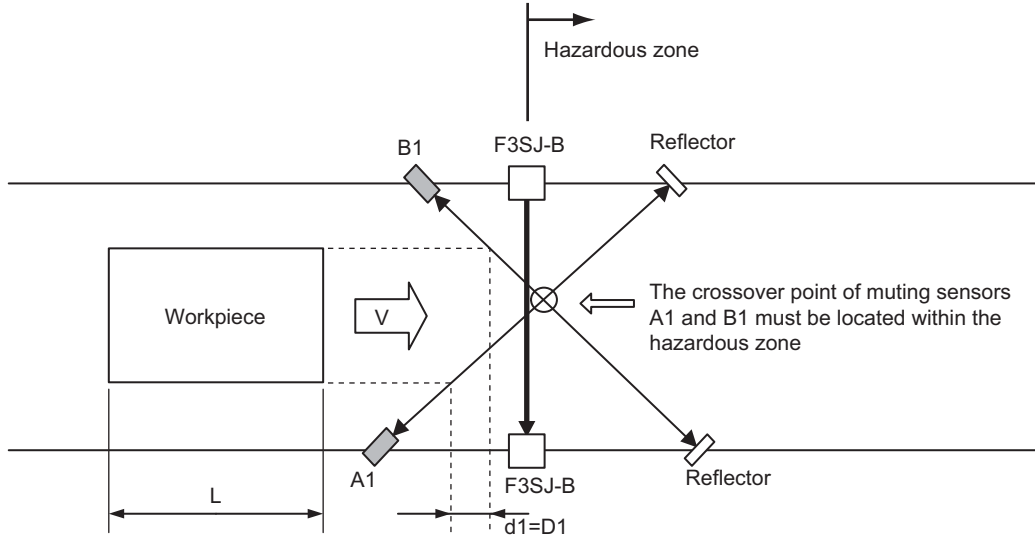 Hazardous zone
B1
F3SJ-B
Reflector
Workpiece
V
The crossover point of muting sensors
A1 and B1 must be located within the
hazardous zone
A1
F3SJ-B
Reflector
L
d1=D1